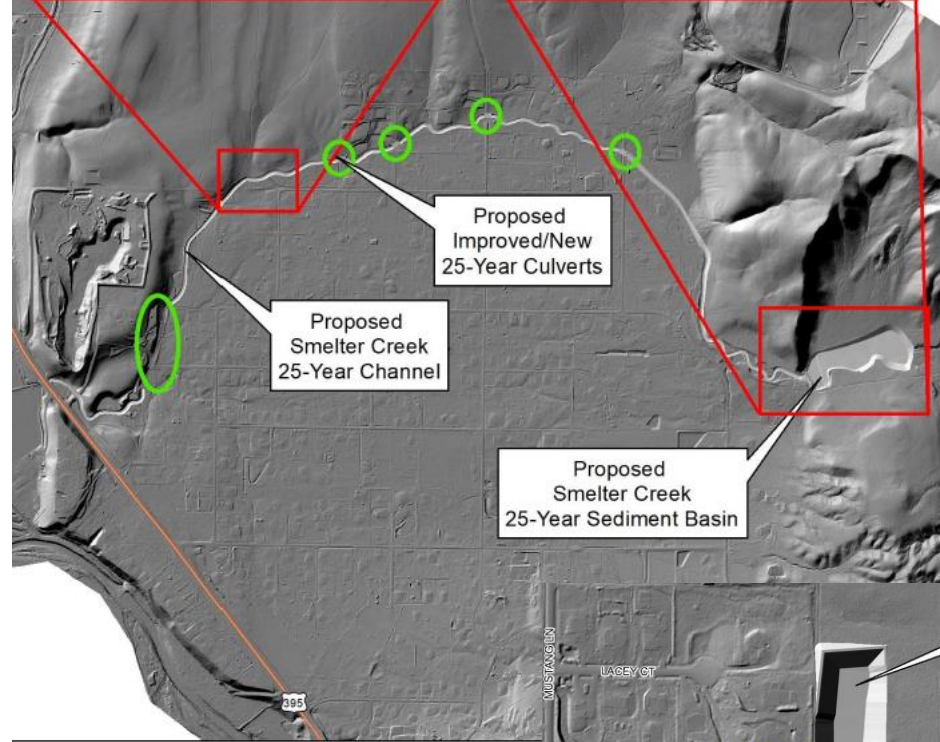 Proposed
Improved/New
25-Year Culverts
Proposed
Smelter Creek
25-Year Channel
Proposed
Smelter Creek
25-Year Sediment Basin
MUSTANG LN
LACEY CT
395